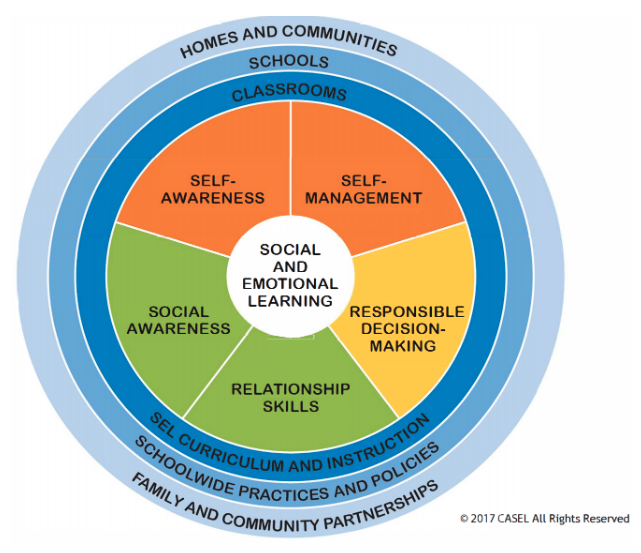 HOMES AND COMMUNITIES
SCHOOLS
CLASSROOMS
SELF-
AWARENESS
SELF-
MANAGEMENT
SOCIAL
AND
EMOTIONAL
LEARNING
SOCIAL
AWARENESS
RESPONSIBLE
DECISION-
MAKING
RELATIONSHIP
SKILLS
SEL CURRICULUM AND INSTRUCTION
SCHOOLWIDE PRACTICES AND POLICIES
FAMILY AND COMMUNITY PARTNERSHIPS
© 2017 CASEL All Rights Reserved